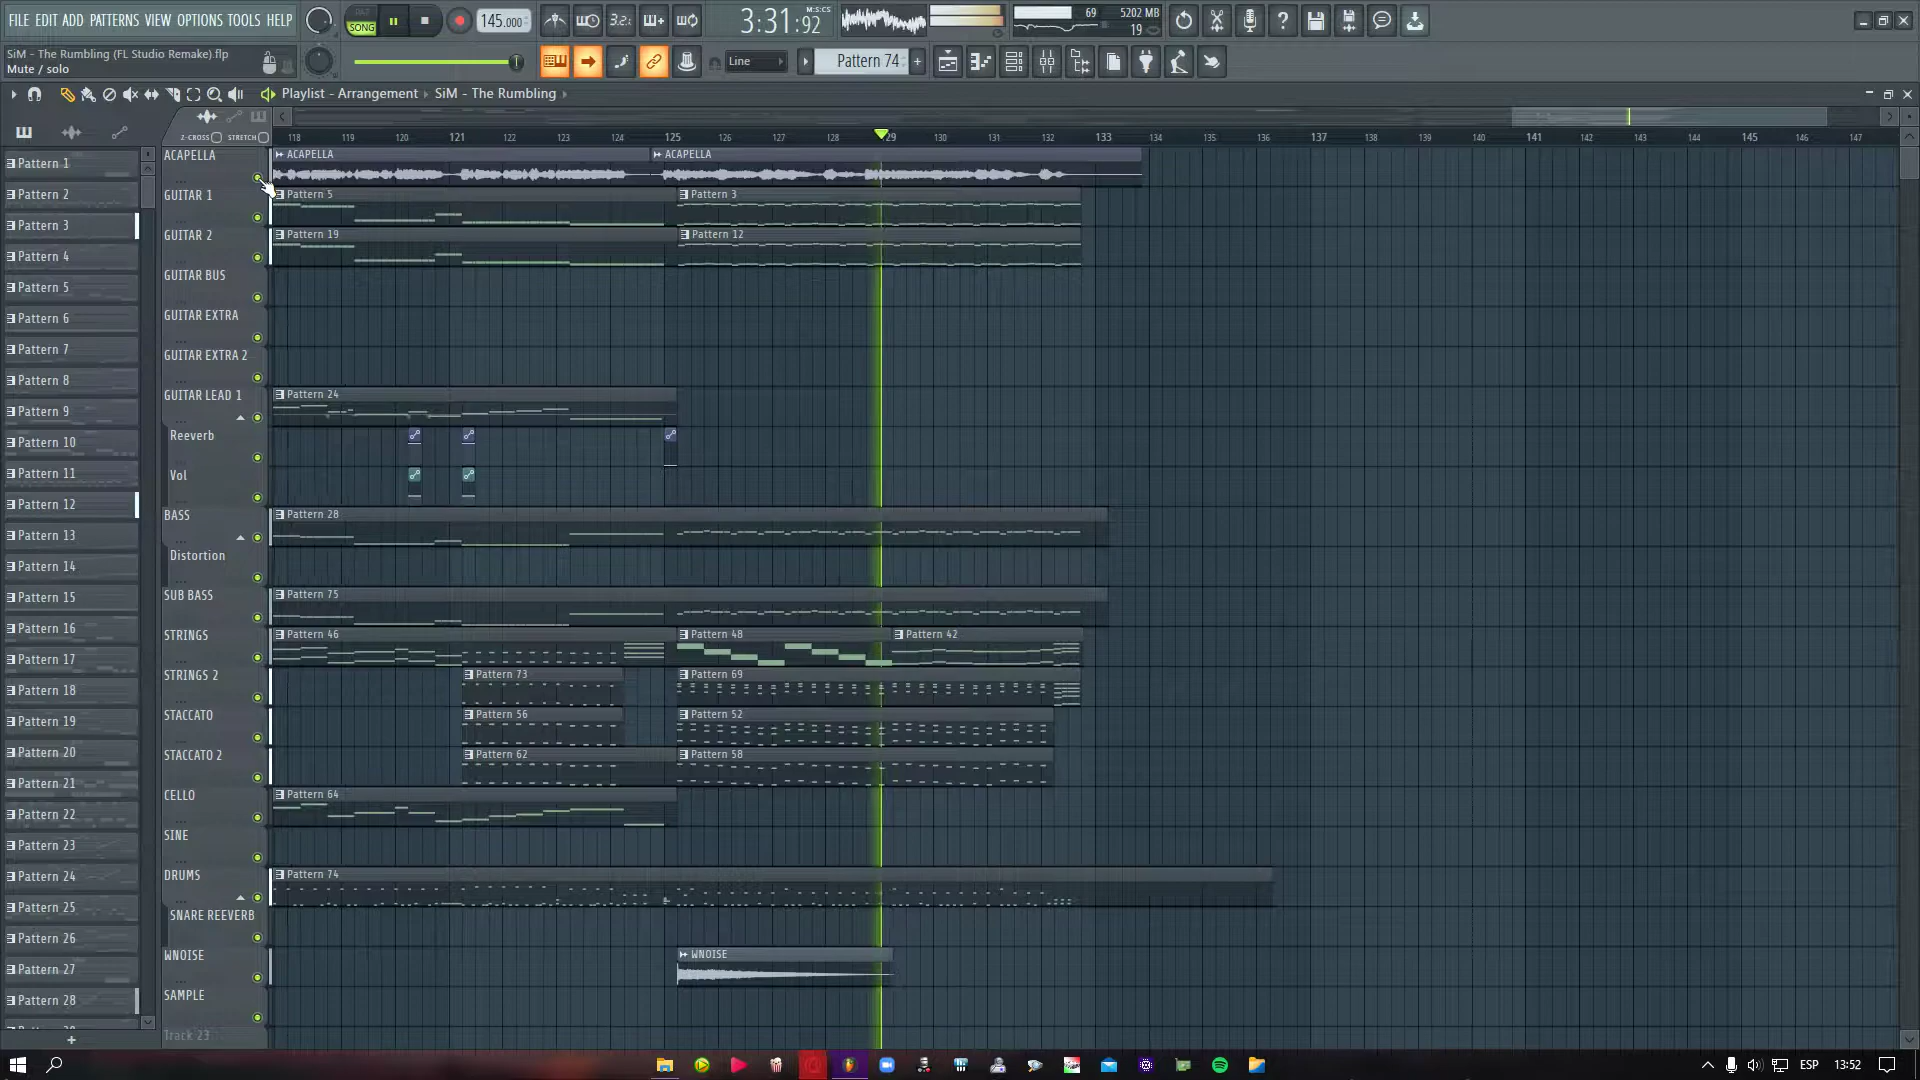 FILE EDIT ADD PATTERNS VIEW OPTIONS TOOLS HELP
SONG
145.000
3.2.
3:31:92
M:S:CS
69
5202 MB
19
SiM - The Rumbling (FL Studio Remake).flp
Mute / solo
1
Line
Pattern 74
Playlist - Arrangement
SiM - The Rumbling
Z-CROSS
STRETCH
118 119 120 121 122 123 124 125 126 127 128 129 130 131 132 133 134 135 136 137 138 139 140 141 142 143 144 145 146 147
Pattern 1
Pattern 2
Pattern 3
Pattern 4
Pattern 5
Pattern 6
Pattern 7
Pattern 8
Pattern 9
Pattern 10
Pattern 11
Pattern 12
Pattern 13
Pattern 14
Pattern 15
Pattern 16
Pattern 17
Pattern 18
Pattern 19
Pattern 20
Pattern 21
Pattern 22
Pattern 23
Pattern 24
Pattern 25
Pattern 26
Pattern 27
Pattern 28
ACAPELLA
ACAPELLA
ACAPELLA
GUITAR 1
Pattern 5
Pattern 3
GUITAR 2
Pattern 19
Pattern 12
GUITAR BUS
GUITAR EXTRA
GUITAR EXTRA 2
GUITAR LEAD 1
Pattern 24
Reeverb
Vol
BASS
Pattern 28
Distortion
SUB BASS
Pattern 75
STRINGS
Pattern 46
Pattern 48
Pattern 42
STRINGS 2
Pattern 73
Pattern 69
STACCATO
Pattern 56
Pattern 52
STACCATO 2
Pattern 62
Pattern 58
CELLO
Pattern 64
SINE
DRUMS
Pattern 74
SNARE REEVERB
WNOISE
WNOISE
SAMPLE
Track 23
ESP
13:52